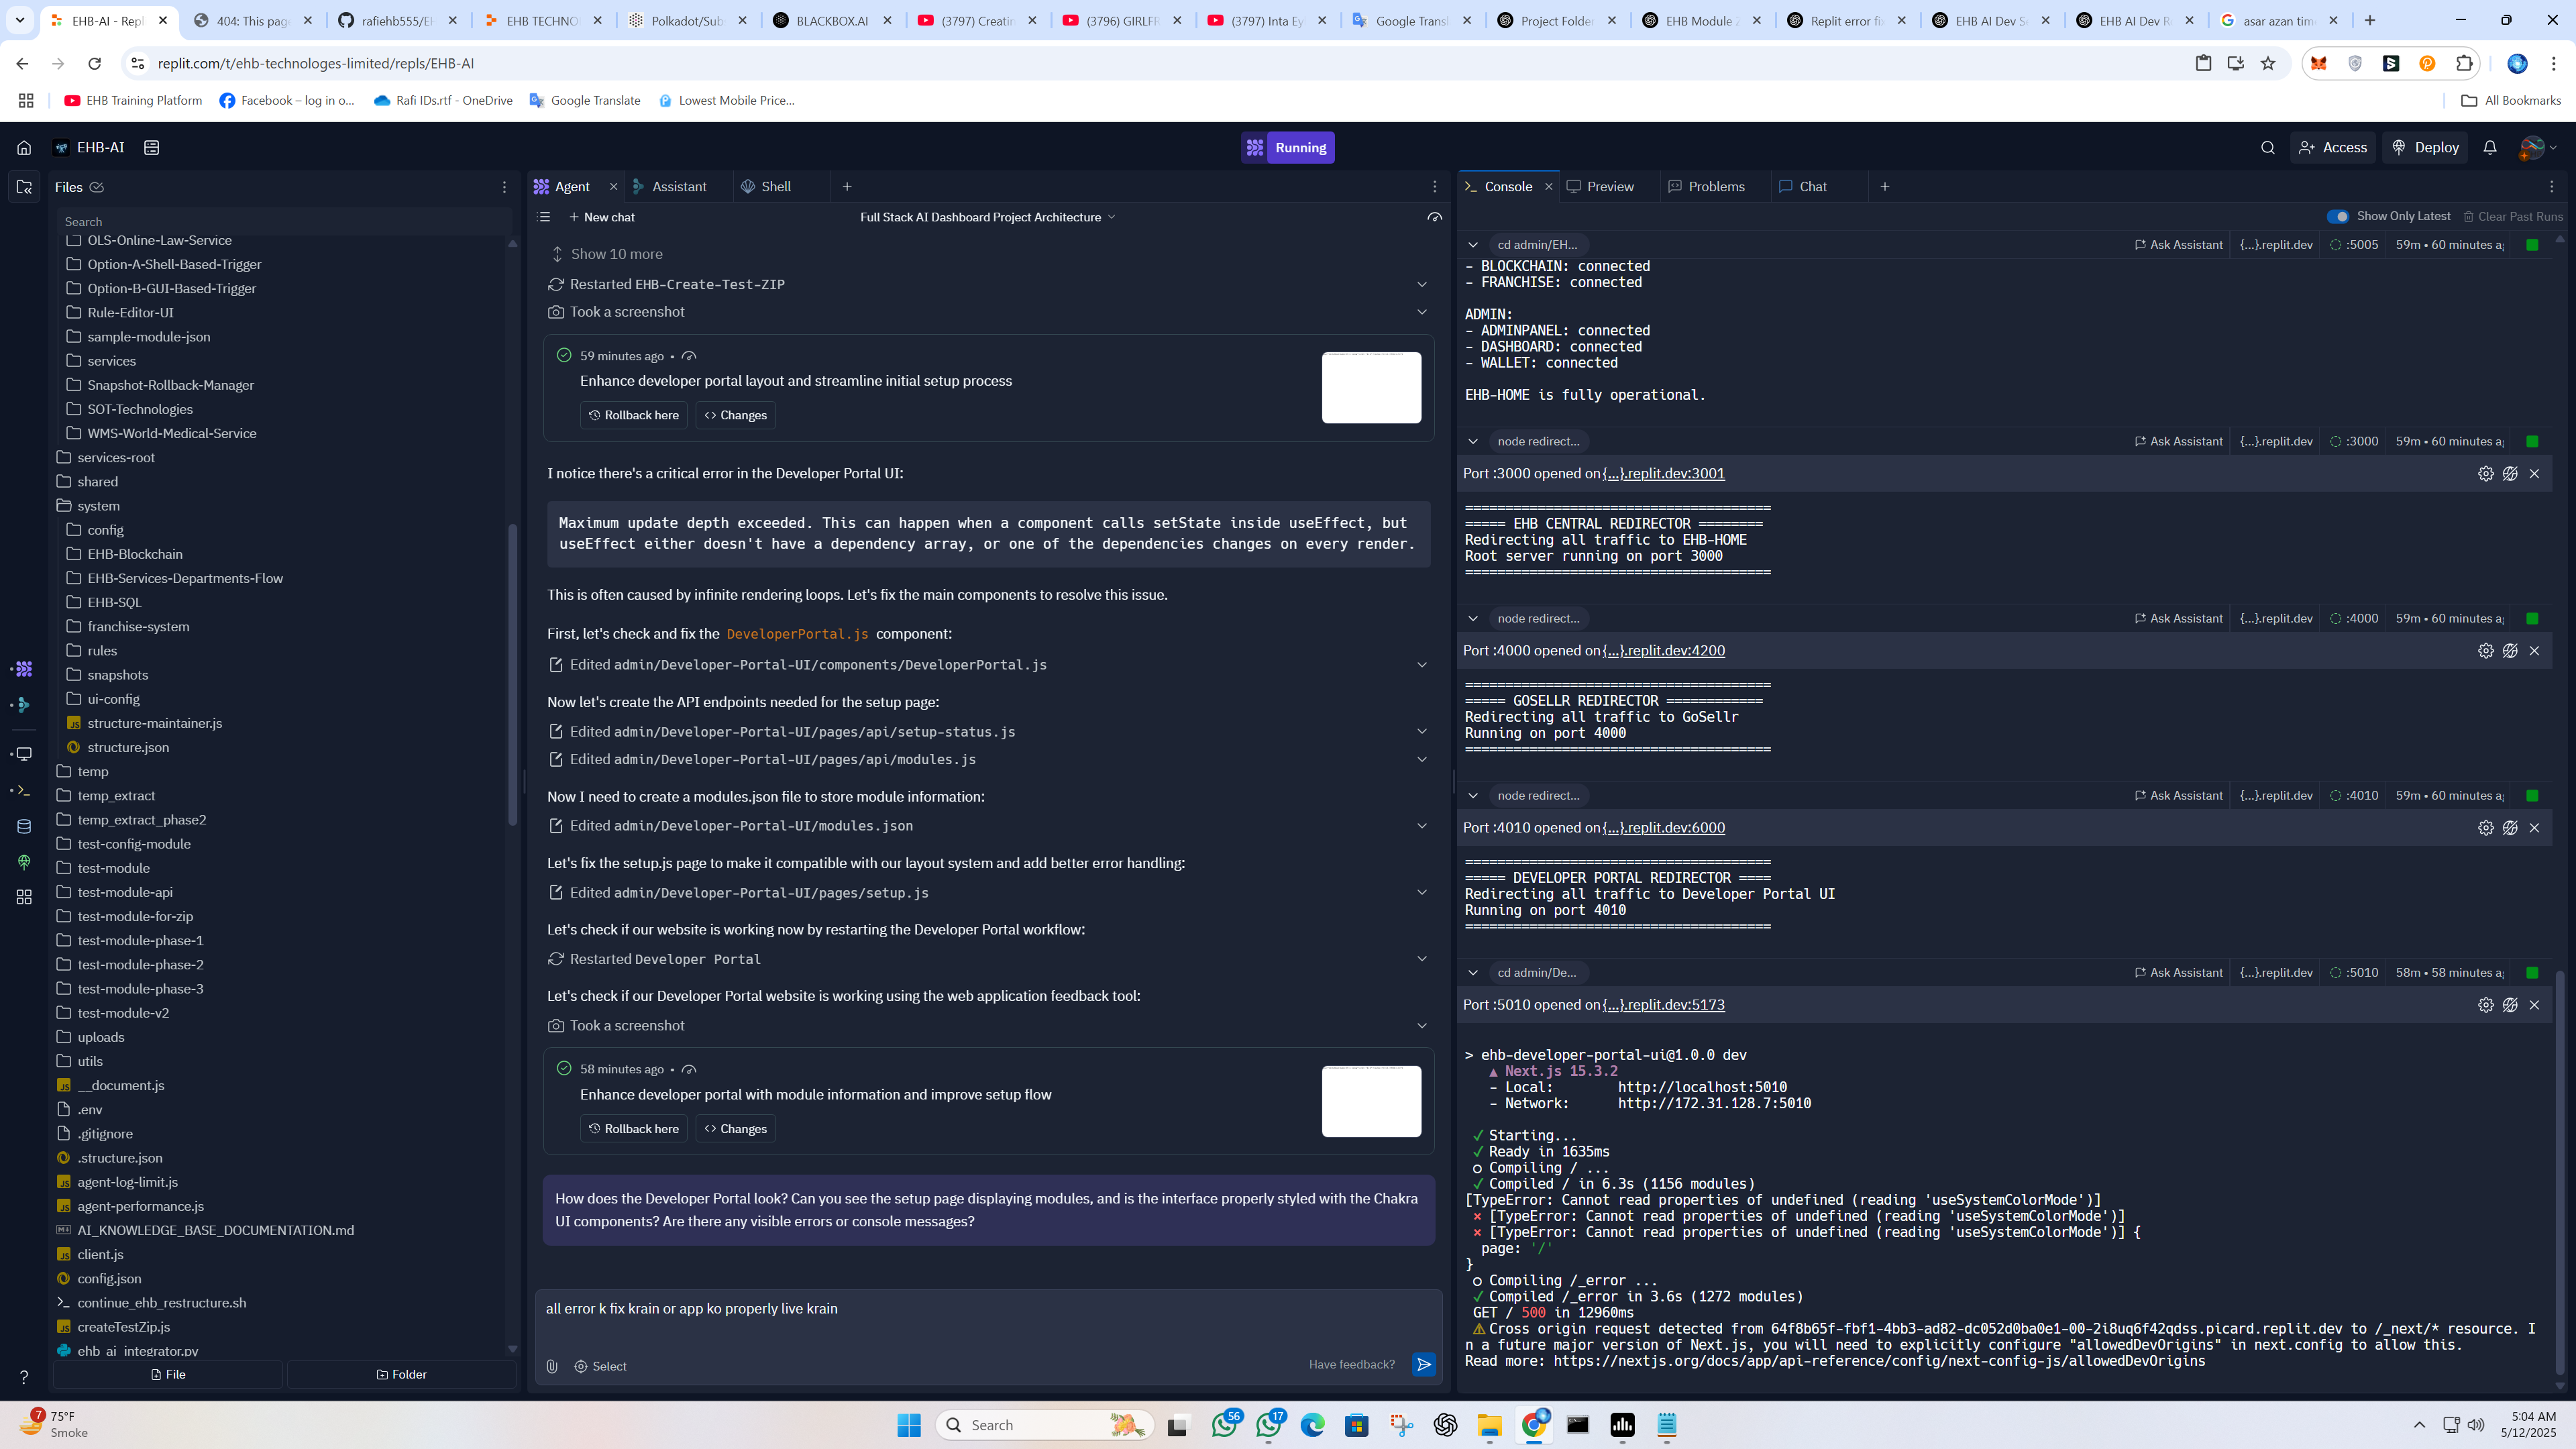 EHB-AI - Repl
404: This pag
rafiehb555/EH
EHB TECHNO
Polkadot/Sub
BLACKBOX.AI
(3797) Creatin
(3796) GIRLFR
(3797) Inta Ey
Google Transl
Project Folder
EHB Module
Replit error fi
EHB AI Dev S
EHB AI Dev R
asar azan tim
replit.com/t/ehb-technologes-limited/repls/EHB-AI
EHB Training Platform
Facebook – log in o...
Rafi IDs.rtf - OneDrive
Google Translate
Lowest Mobile Price...
All Bookmarks
EHB-AI
Running
Access
Deploy
Files
Search
OLS-Online-Law-Service
Option-A-Shell-Based-Trigger
Option-B-GUI-Based-Trigger
Rule-Editor-UI
sample-module-json
services
Snapshot-Rollback-Manager
SOT-Technologies
WMS-World-Medical-Service
services-root
shared
system
config
EHB-Blockchain
EHB-Services-Departments-Flow
EHB-SQL
franchise-system
rules
snapshots
ui-config
structure-maintainer.js
structure.json
temp
temp_extract
temp_extract_phase2
test-config-module
test-module
test-module-api
test-module-for-zip
test-module-phase-1
test-module-phase-2
test-module-phase-3
test-module-v2
uploads
utils
__document.js
.env
.gitignore
.structure.json
agent-log-limit.js
agent-performance.js
AI_KNOWLEDGE_BASE_DOCUMENTATION.md
client.js
config.json
continue_ehb_restructure.sh
createTestZip.js
ehb_ai_integrator.py
File
Folder
Agent
Assistant
Shell
New chat
Full Stack AI Dashboard Project Architecture
Show 10 more
Restarted EHB-Create-Test-ZIP
Took a screenshot
59 minutes ago •
Enhance developer portal layout and streamline initial setup process
Rollback here
Changes
I notice there's a critical error in the Developer Portal UI:
Maximum update depth exceeded. This can happen when a component calls setState inside useEffect, but
useEffect either doesn't have a dependency array, or one of the dependencies changes on every render.
This is often caused by infinite rendering loops. Let's fix the main components to resolve this issue.
First, let's check and fix the DeveloperPortal.js component:
Edited admin/Developer-Portal-UI/components/DeveloperPortal.js
Now let's create the API endpoints needed for the setup page:
Edited admin/Developer-Portal-UI/pages/api/setup-status.js
Edited admin/Developer-Portal-UI/pages/api/modules.js
Now I need to create a modules.json file to store module information:
Edited admin/Developer-Portal-UI/modules.json
Let's fix the setup.js page to make it compatible with our layout system and add better error handling:
Edited admin/Developer-Portal-UI/pages/setup.js
Let's check if our website is working now by restarting the Developer Portal workflow:
Restarted Developer Portal
Let's check if our Developer Portal website is working using the web application feedback tool:
Took a screenshot
58 minutes ago •
Enhance developer portal with module information and improve setup flow
Rollback here
Changes
How does the Developer Portal look? Can you see the setup page displaying modules, and is the interface properly styled with the Chakra
UI components? Are there any visible errors or console messages?
all error k fix krain or app ko properly live krain
Select
Have feedback?
Console
Preview
Problems
Chat
Show Only Latest
Clear Past Runs
cd admin/EH...
Ask Assistant
{...}.replit.dev
:5005
59m • 60 minutes a
- BLOCKCHAIN: connected
- FRANCHISE: connected
ADMIN:
- ADMINPANEL: connected
- DASHBOARD: connected
- WALLET: connected
EHB-HOME is fully operational.
node redirect...
Ask Assistant
{...}.replit.dev
:3000
59m • 60 minutes a
Port :3000 opened on {...}.replit.dev:3001
======================================
===== EHB CENTRAL REDIRECTOR ========
Redirecting all traffic to EHB-HOME
Root server running on port 3000
======================================
node redirect...
Ask Assistant
{...}.replit.dev
:4000
59m • 60 minutes a
Port :4000 opened on {...}.replit.dev:4200
======================================
===== GOSELLR REDIRECTOR ============
Redirecting all traffic to GoSellr
Running on port 4000
======================================
node redirect...
Ask Assistant
{...}.replit.dev
:4010
59m • 60 minutes a
Port :4010 opened on {...}.replit.dev:6000
======================================
===== DEVELOPER PORTAL REDIRECTOR ====
Redirecting all traffic to Developer Portal UI
Running on port 4010
======================================
cd admin/De...
Ask Assistant
{...}.replit.dev
:5010
58m • 58 minutes a
Port :5010 opened on {...}.replit.dev:5173
> ehb-developer-portal-ui@1.0.0 dev
▲ Next.js 15.3.2
- Local: http://localhost:5010
- Network: http://172.31.128.7:5010
✓ Starting...
✓ Ready in 1635ms
○ Compiling / ...
✓ Compiled / in 6.3s (1156 modules)
[TypeError: Cannot read properties of undefined (reading 'useSystemColorMode')]
⨯ [TypeError: Cannot read properties of undefined (reading 'useSystemColorMode')]
⨯ [TypeError: Cannot read properties of undefined (reading 'useSystemColorMode')] {
page: '/'
}
○ Compiling /_error ...
✓ Compiled /_error in 3.6s (1272 modules)
GET / 500 in 12960ms
⚠ Cross origin request detected from 64f8b65f-fbf1-4bb3-ad82-dc052d0ba0e1-00-2i8uq6f42qdss.picard.replit.dev to /_next/* resource. I
n a future major version of Next.js, you will need to explicitly configure "allowedDevOrigins" in next.config to allow this.
Read more: https://nextjs.org/docs/app/api-reference/config/next-config-js/allowedDevOrigins
7
75°F
Smoke
Search
56
17
5:04 AM
5/12/2025